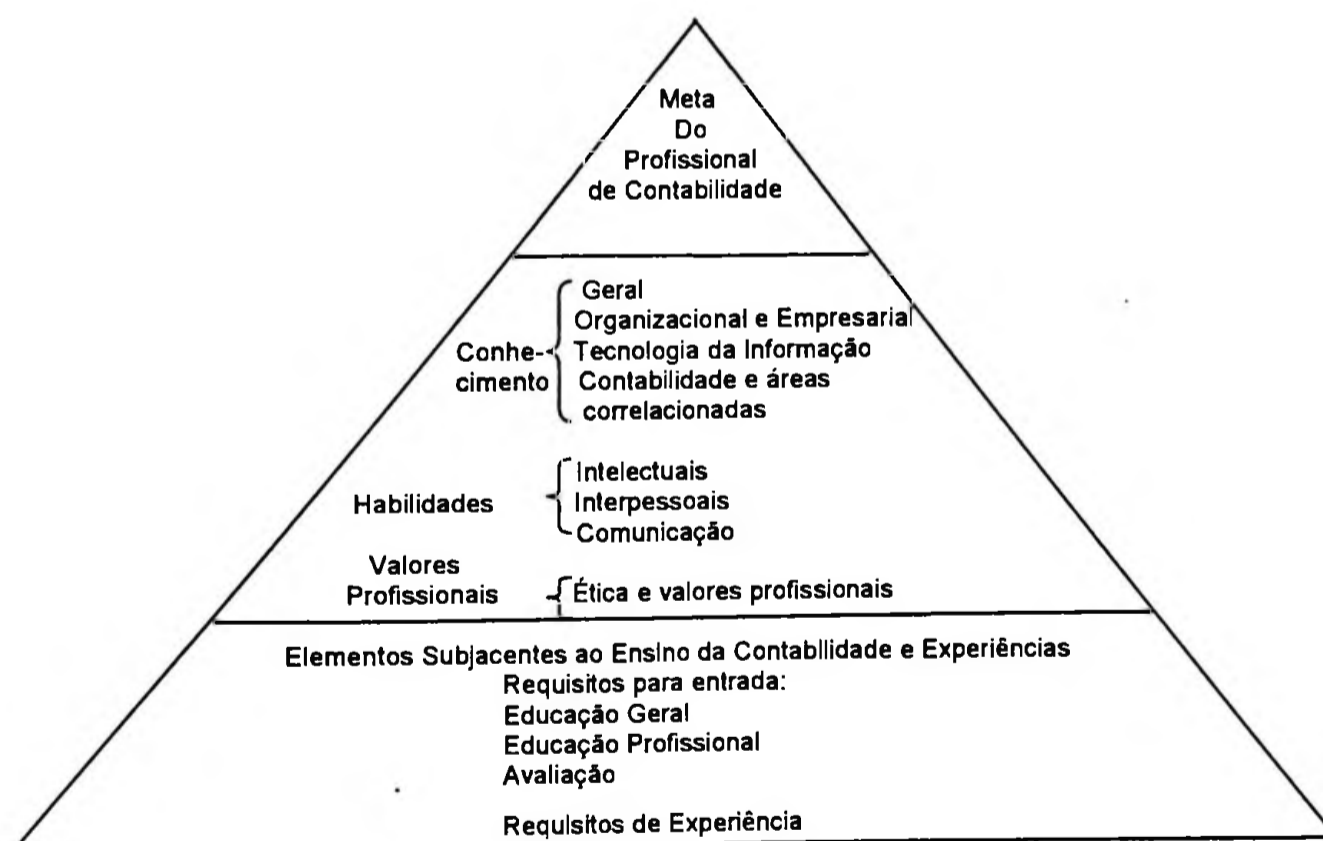 Meta
Do
Profissional
de Contabilidade
Geral
Organizacional e Empresarial
Conhe-
cimento
Tecnologia da Informação
Contabilidade e áreas
correlacionadas
Habilidades
Intelectuais
Interpessoais
Comunicação
Valores
Profissionais
Ética e valores profissionais
Elementos Subjacentes ao Ensino da Contabilidade e Experiências
Requisitos para entrada:
Educação Geral
Educação Profissional
Avaliação
Requisitos de Experiência